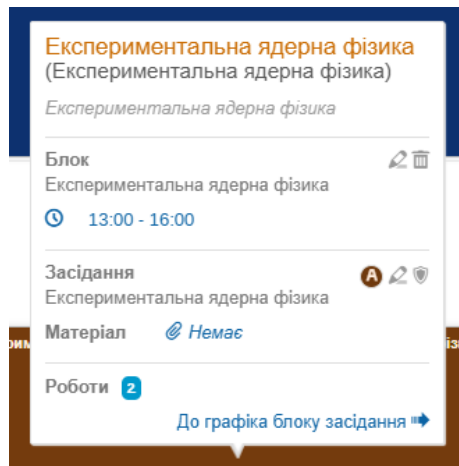 Експериментальна ядерна фізика
(Експериментальна ядерна фізика)
Експериментальна ядерна фізика
Блок
Експериментальна ядерна фізика
13:00 - 16:00
Засідання
A
Експериментальна ядерна фізика
Матеріал Немає
Роботи 2
До графіка блоку засідання